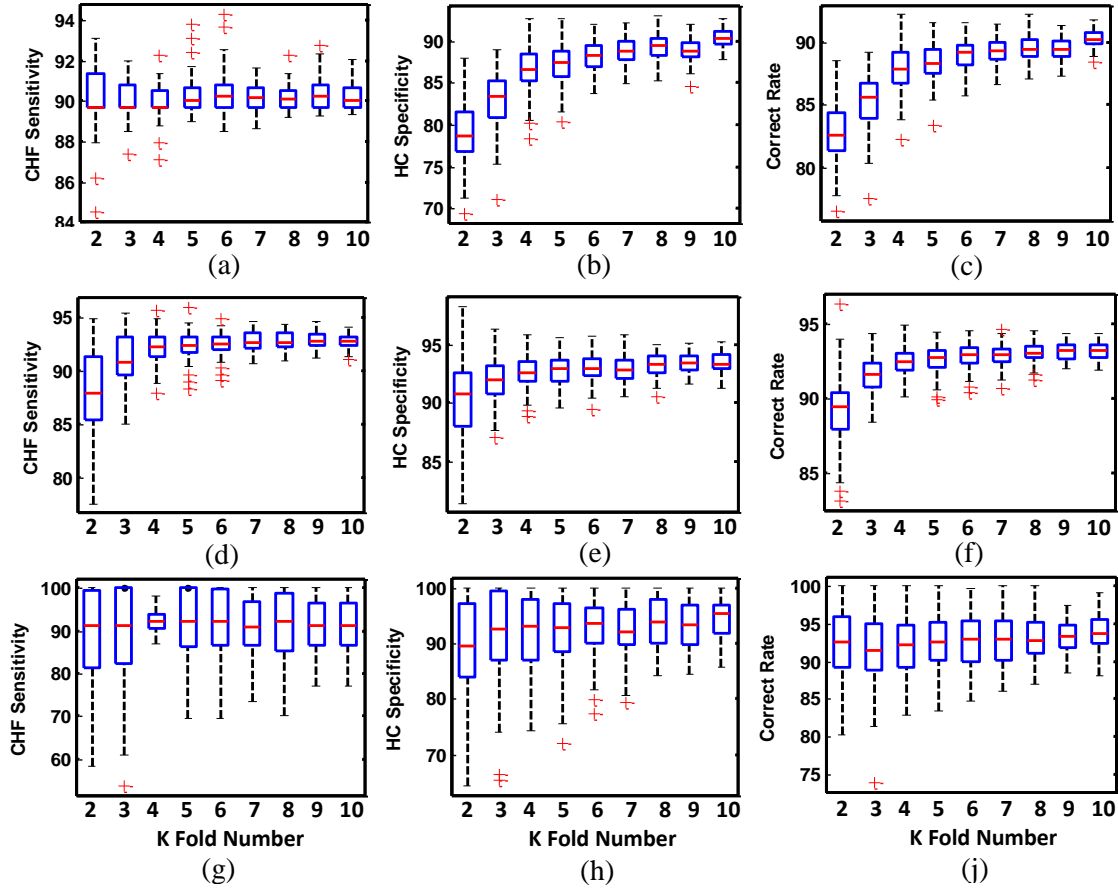 CHF Sensitivity
94
92
90
88
86
84
2 3 4 5 6 7 8 9 10
(a)
HC Specificity
90
85
80
75
70
2 3 4 5 6 7 8 9 10
(b)
Correct Rate
90
85
80
2 3 4 5 6 7 8 9 10
(c)
CHF Sensitivity
95
90
85
80
2 3 4 5 6 7 8 9 10
(d)
HC Specificity
95
90
85
2 3 4 5 6 7 8 9 10
(e)
Correct Rate
95
90
85
2 3 4 5 6 7 8 9 10
(f)
CHF Sensitivity
100
90
80
70
60
2 3 4 5 6 7 8 9 10
K Fold Number
(g)
HC Specificity
100
90
80
70
2 3 4 5 6 7 8 9 10
K Fold Number
(h)
Correct Rate
100
95
90
85
80
75
2 3 4 5 6 7 8 9 10
K Fold Number
(j)